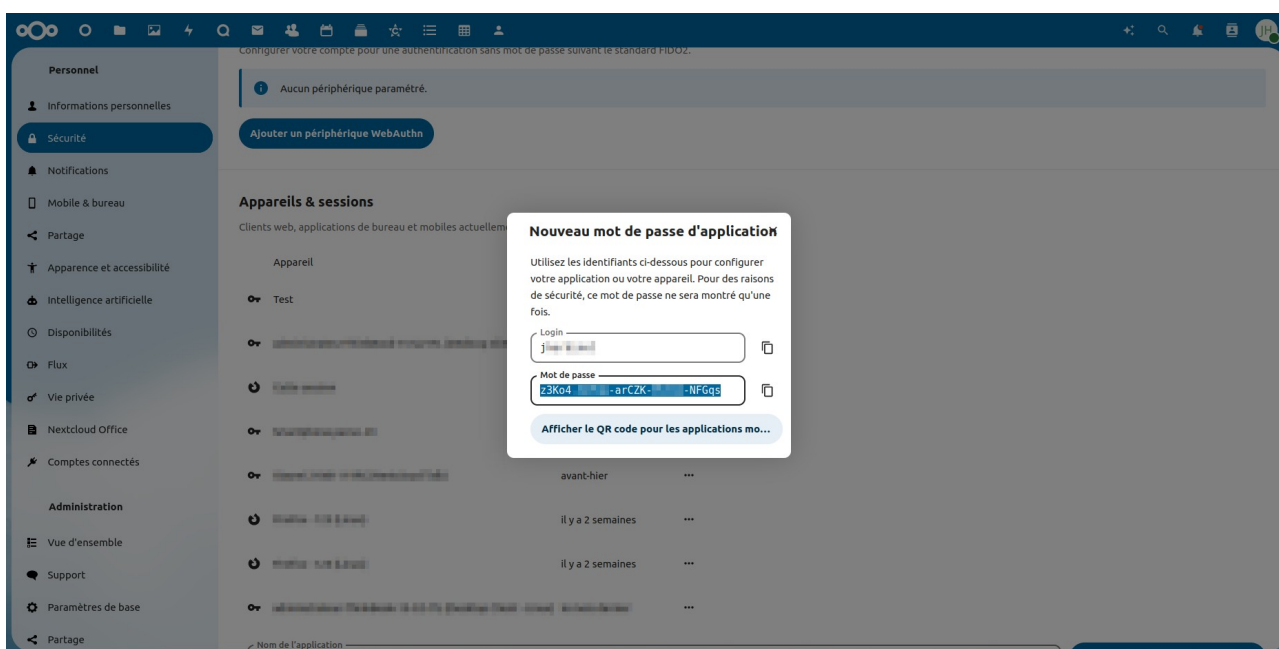 JH
Configurer votre compte pour une authentification sans mot de passe suivant le standard FIDO2.
Personnel
Aucun périphérique paramétré.
Informations personnelles
Sécurité
Ajouter un périphérique WebAuthn
Notifications
Mobile & bureau
Appareils & sessions
Partage
Clients web, applications de bureau et mobiles actuellem
Nouveau mot de passe d'application
Apparence et accessibilité
Appareil
Utilisez les identifiants ci-dessous pour configurer
votre application ou votre appareil. Pour des raisons
de sécurité, ce mot de passe ne sera montré qu'une
fois.
Intelligence artificielle
Test
Disponibilités
Login
j
Flux
Mot de passe
z3Ko4 -arCZK- -NFGqs
Vie privée
Nextcloud Office
Afficher le QR code pour les applications mo...
Comptes connectés
avant-hier
Administration
il y a 2 semaines
Vue d'ensemble
il y a 2 semaines
Support
Paramètres de base
Partage
Nom de l'application